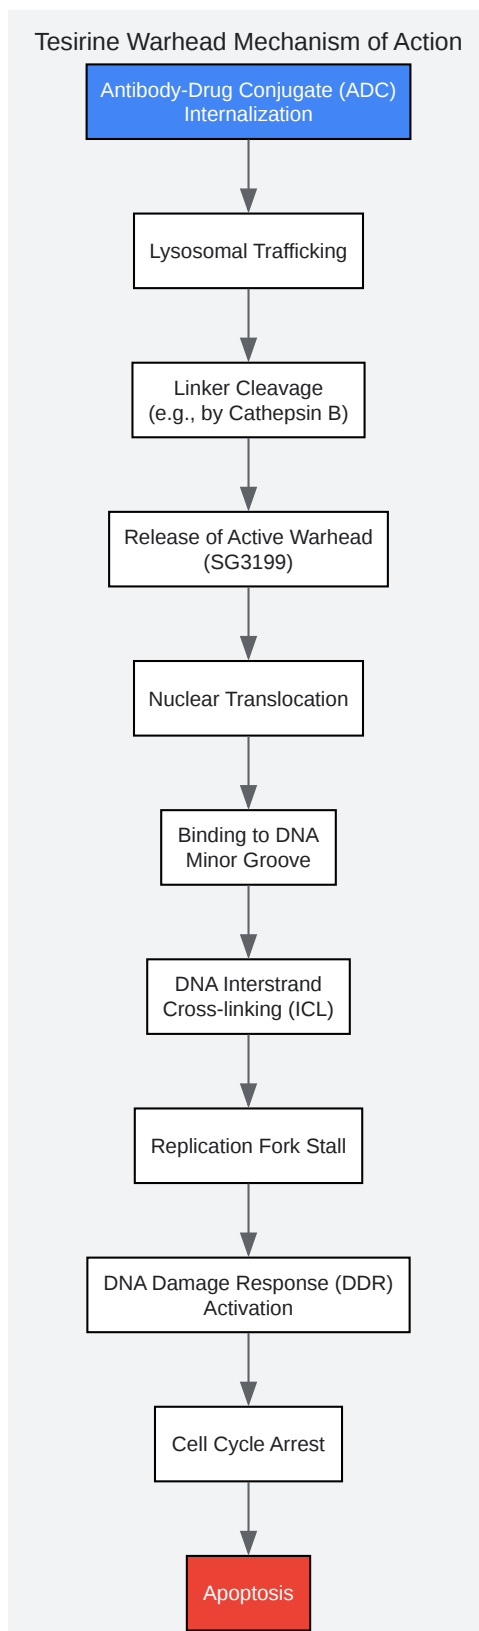 Tesirine Warhead Mechanism of Action
Antibody-Drug Conjugate (ADC)
Internalization
Lysosomal Trafficking
Linker Cleavage
(e.g., by Cathepsin B)
Release of Active Warhead
(SG3199)
Nuclear Translocation
Binding to DNA
Minor Groove
DNA Interstrand
Cross-linking (ICL)
Replication Fork Stall
DNA Damage Response (DDR)
Activation
Cell Cycle Arrest
Apoptosis